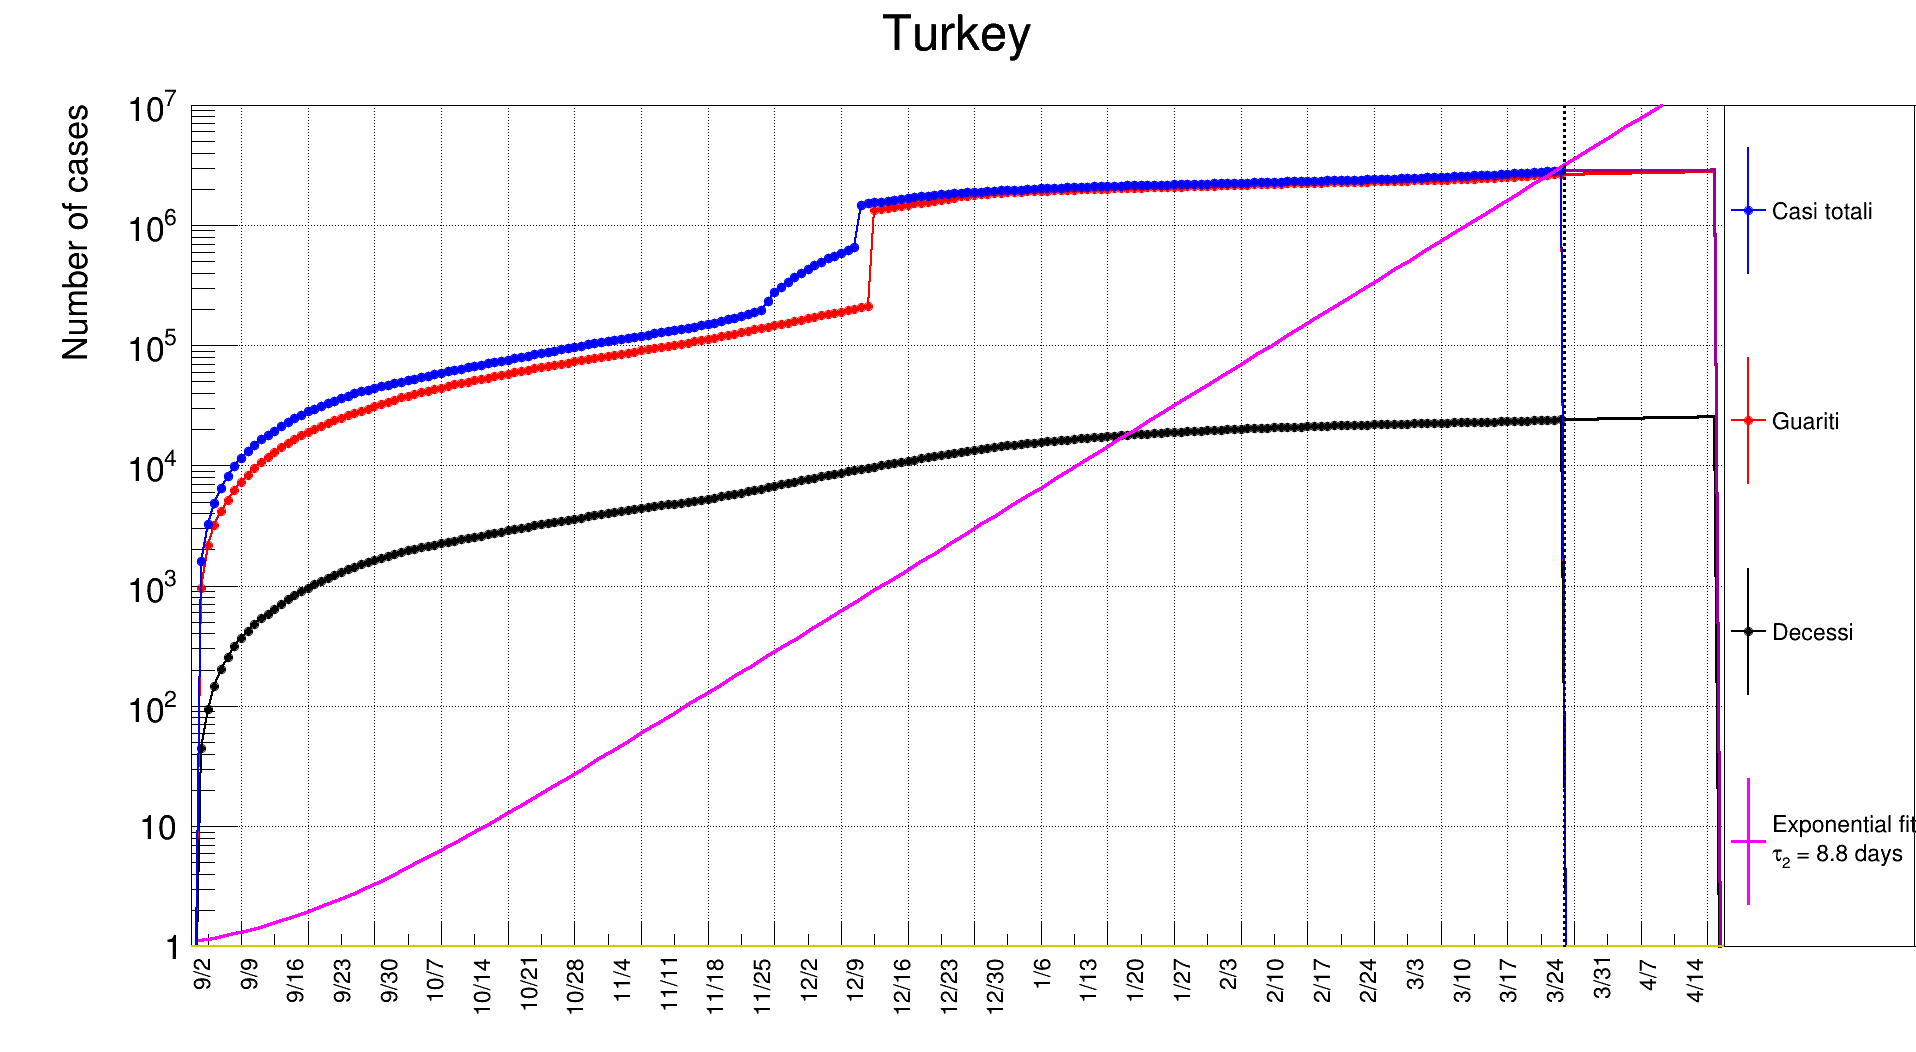 Turkey
Number of cases
10^7
10^6
10^5
10^4
10^3
10^2
10
1
9/2 9/9 9/16 9/23 9/30 10/7 10/14 10/21 10/28 11/4 11/11 11/18 11/25 12/2 12/9 12/16 12/23 12/30 1/6 1/13 1/20 1/27 2/3 2/10 2/17 2/24 3/3 3/10 3/17 3/24 3/31 4/7 4/14
Casi totali
Guariti
Decessi
Exponential fit
τ₂ = 8.8 days